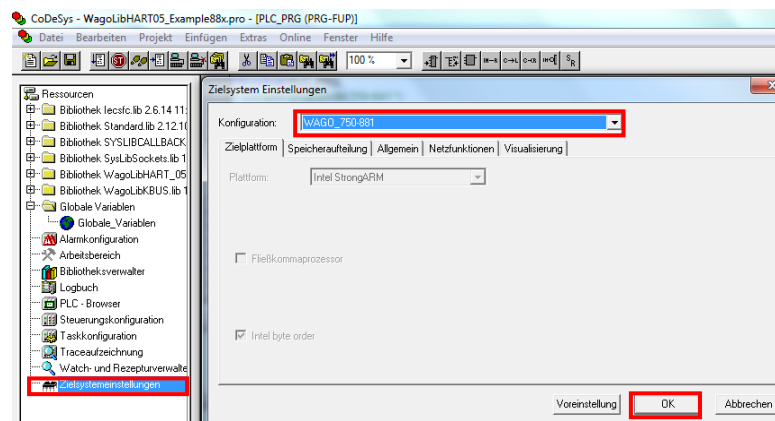 CoDeSys - WagoLibHART05_Example88x.pro - [PLC_PRG (PRG-FUP)]
Datei Bearbeiten Projekt Einfügen Extras Online Fenster Hilfe
100 %
Ressourcen
Bibliothek Iecsfc.lib 2.6.14 11:
Bibliothek Standard.lib 2.12.10
Bibliothek SYSLIBCALLBACK
Bibliothek SysLibSockets.lib 1
Bibliothek WagoLibHART_05
Bibliothek WagoLibKBUS.lib 1
Globale Variablen
Globale_Variablen
Alarmkonfiguration
Arbeitsbereich
Bibliotheksverwalter
Logbuch
PLC - Browser
Steuerungskonfiguration
Taskkonfiguration
Traceaufzeichnung
Watch- und Rezepturverwalte
Zielsystemeinstellungen
Zielsystem Einstellungen
Konfiguration: WAGO_750-881
Zielplattform Speicheraufteilung Allgemein Netzfunktionen Visualisierung
Plattform: Intel StrongARM
Fließkommaprozessor
Intel byte order
Voreinstellung OK Abbrechen